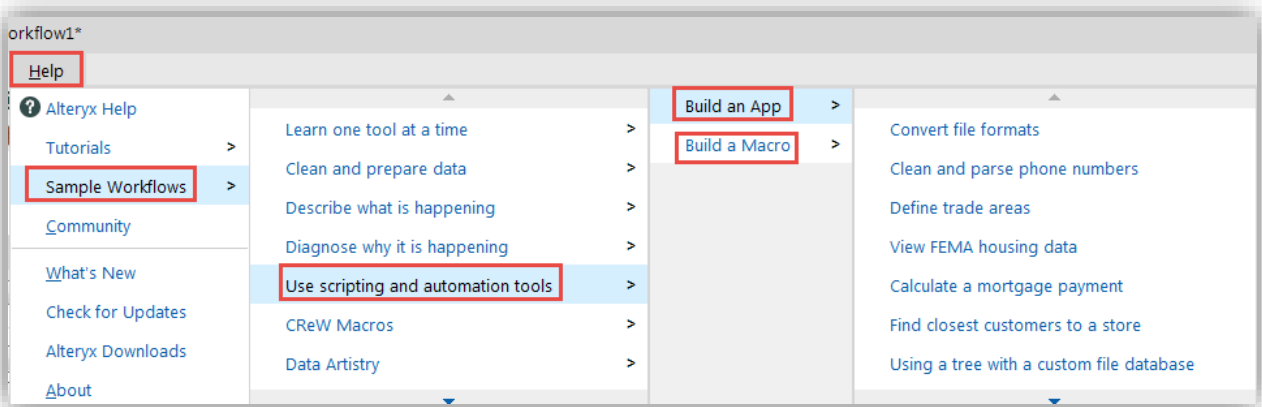 orkflow1*
Help
Alteryx Help
Tutorials >
Sample Workflows >
Community
What's New
Check for Updates
Alteryx Downloads
About
Learn one tool at a time >
Clean and prepare data >
Describe what is happening >
Diagnose why it is happening >
Use scripting and automation tools >
CReW Macros >
Data Artistry >
Build an App >
Build a Macro >
Convert file formats
Clean and parse phone numbers
Define trade areas
View FEMA housing data
Calculate a mortgage payment
Find closest customers to a store
Using a tree with a custom file database